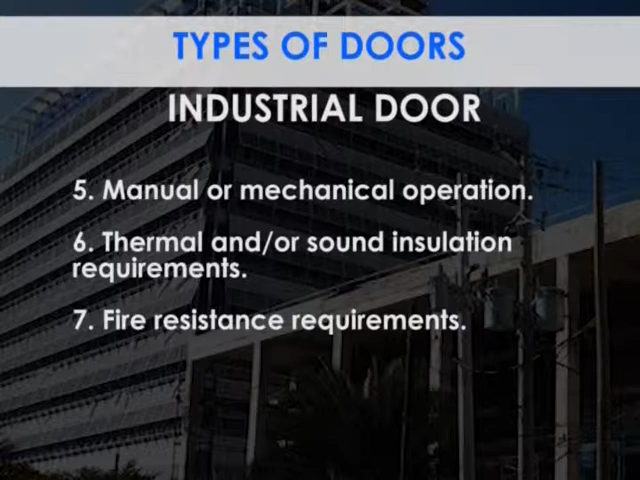 TYPES OF DOORS
INDUSTRIAL DOOR
5. Manual or mechanical operation.
6. Thermal and/or sound insulation
requirements.
7. Fire resistance requirements.